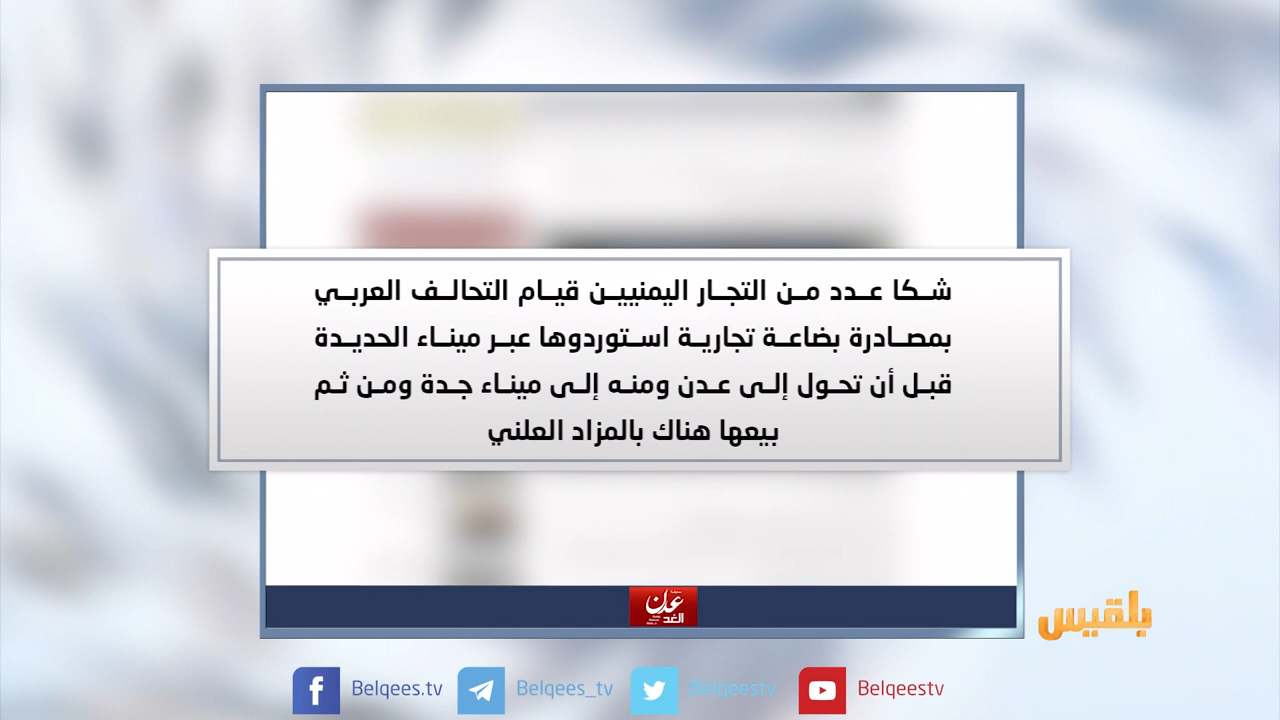 شكا عدد من التجار اليمنيين قيام التحالف العربي
بمصادرة بضاعة تجارية استوردوها عبر ميناء الحديدة
قبل أن تحول إلى عدن ومنه إلى ميناء جدة ومن ثم
بيعها هناك بالمزاد العلني
عدن
الغد
بلقيس
Belqees.tv
Belqees_tv
Belqeestv
Belqeestv